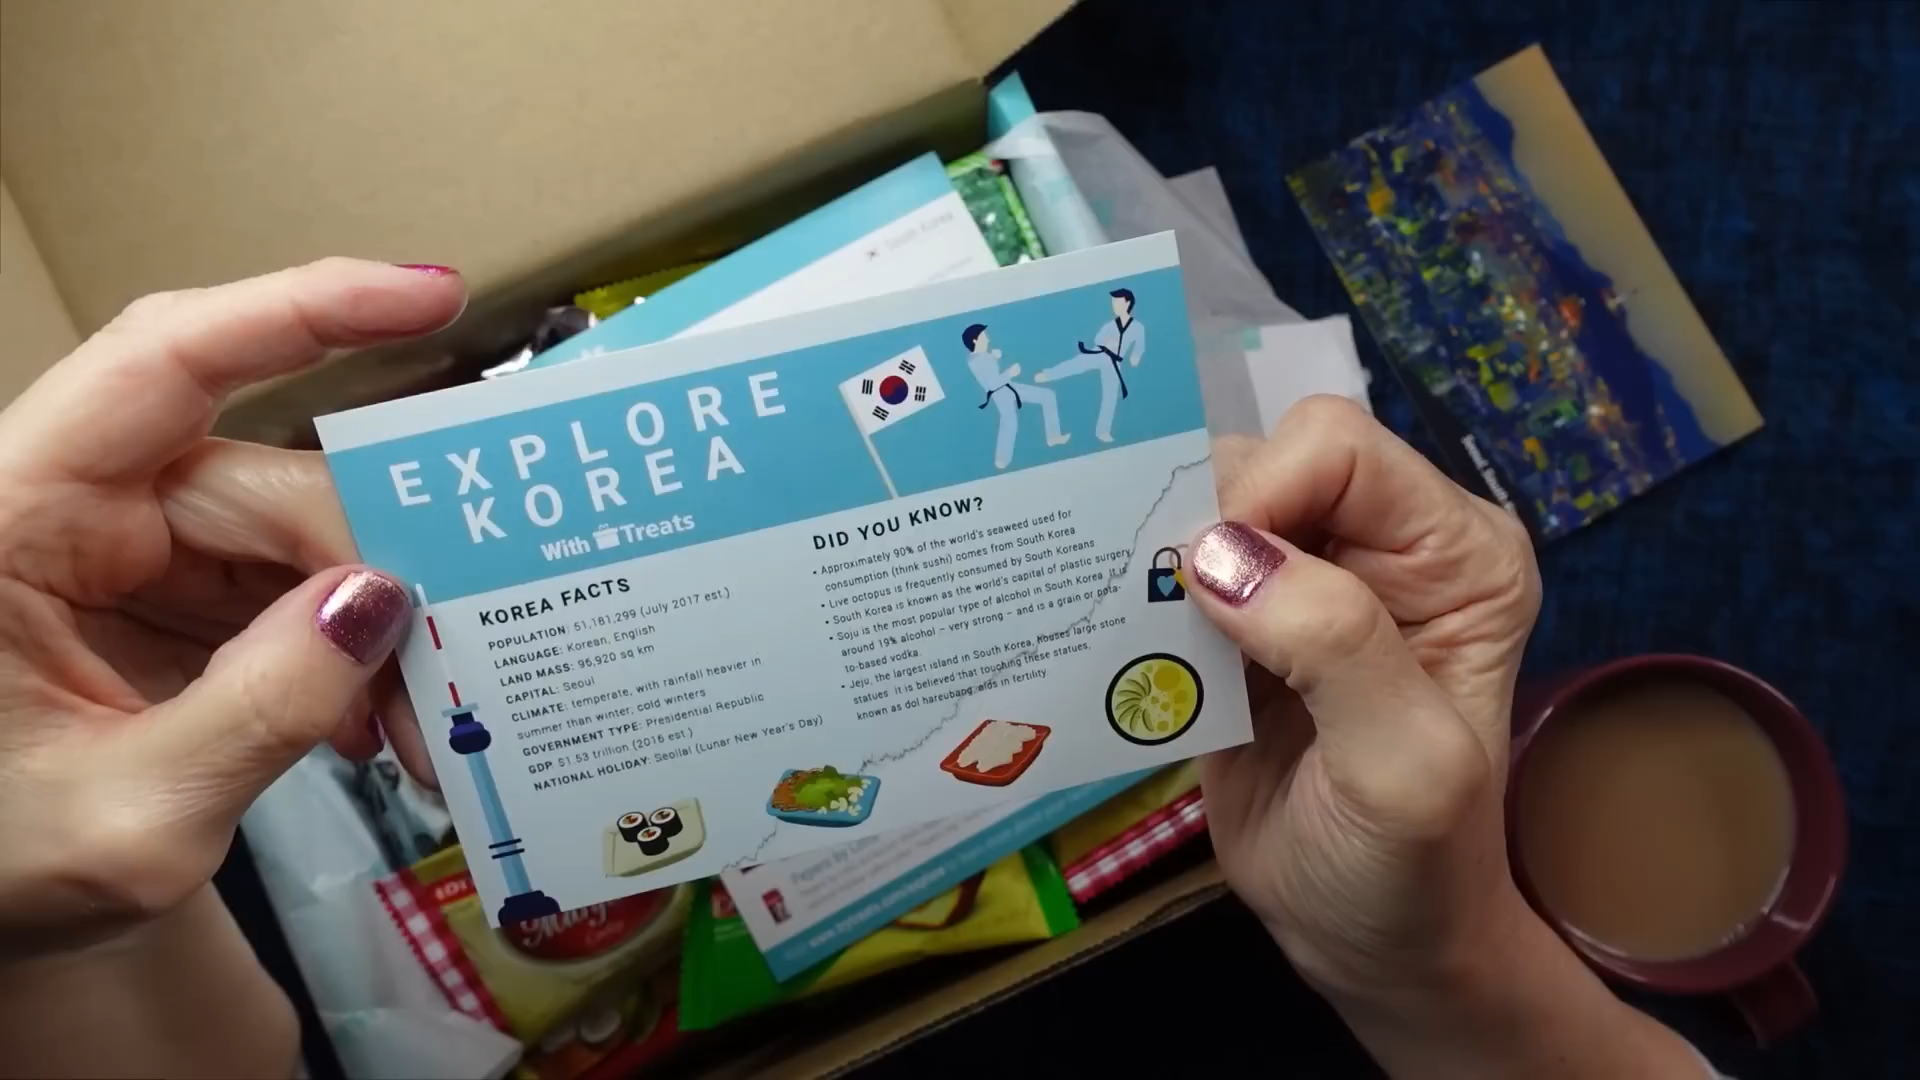 South Korea
EXPLORE
KOREA
With Treats
KOREA FACTS
POPULATION: 51,181,299 (July 2017 est.)
LANGUAGE: Korean, English
LAND MASS: 96,920 sq km
CAPITAL: Seoul
CLIMATE: temperate, with rainfall heavier in
summer than winter; cold winters
GOVERNMENT TYPE: Presidential Republic
GDP: $1.53 trillion (2016 est.)
NATIONAL HOLIDAY: Seollal (Lunar New Year's Day)
DID YOU KNOW?
• Approximately 90% of the world's seaweed used for
consumption (think sushi) comes from South Korea
• Live octopus is frequently consumed by South Koreans
• South Korea is known as the world's capital of plastic surgery
• Soju is the most popular type of alcohol in South Korea. It is
around 19% alcohol – very strong – and is a grain or pota-
to-based vodka.
• Jeju, the largest island in South Korea, houses large stone
statues. It is believed that touching these statues,
known as dol hareubang, aids in fertility.
Seoul, South